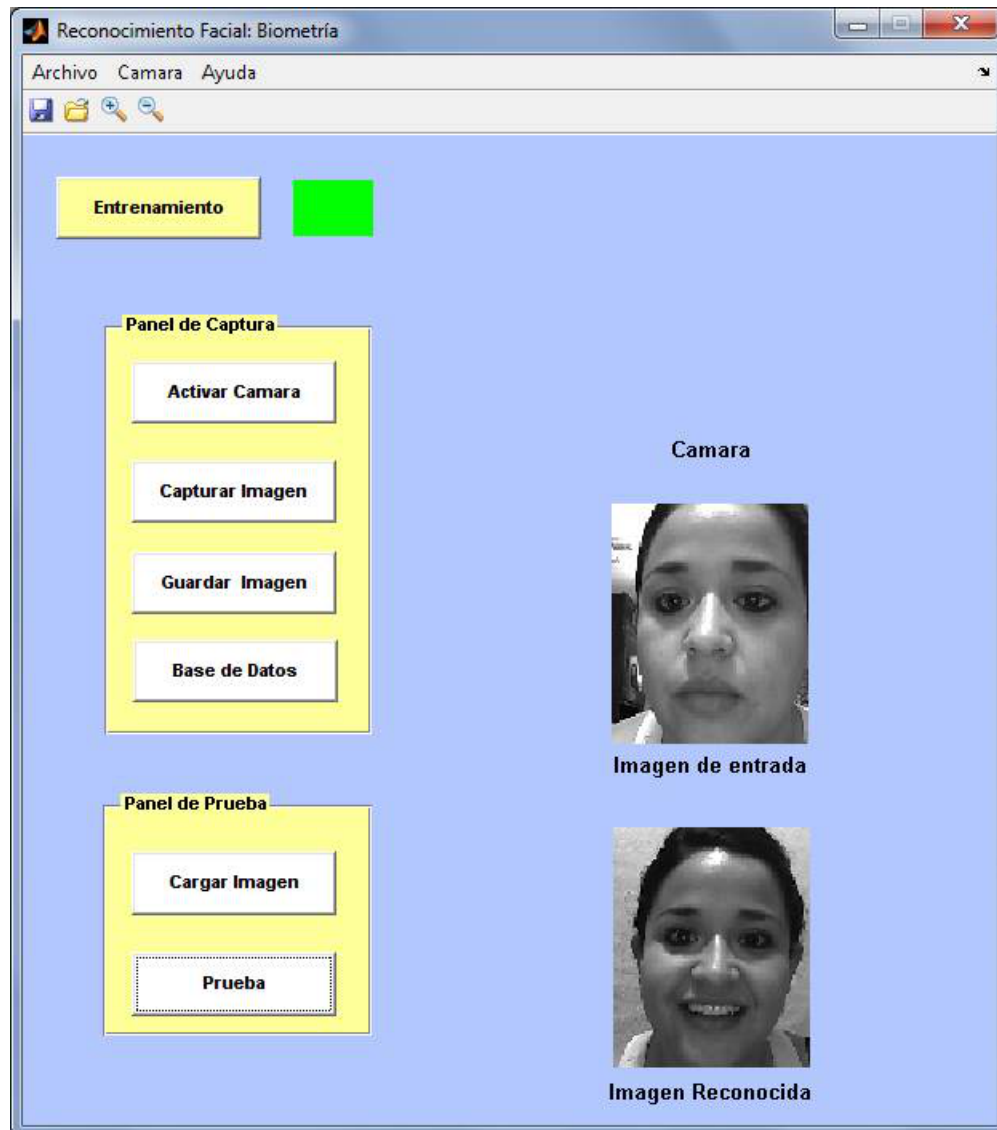 Reconocimiento Facial: Biometría
Archivo Camara Ayuda
Entrenamiento
Panel de Captura
Activar Camara
Capturar Imagen
Guardar Imagen
Base de Datos
Camara
Imagen de entrada
Panel de Prueba
Cargar Imagen
Prueba
Imagen Reconocida